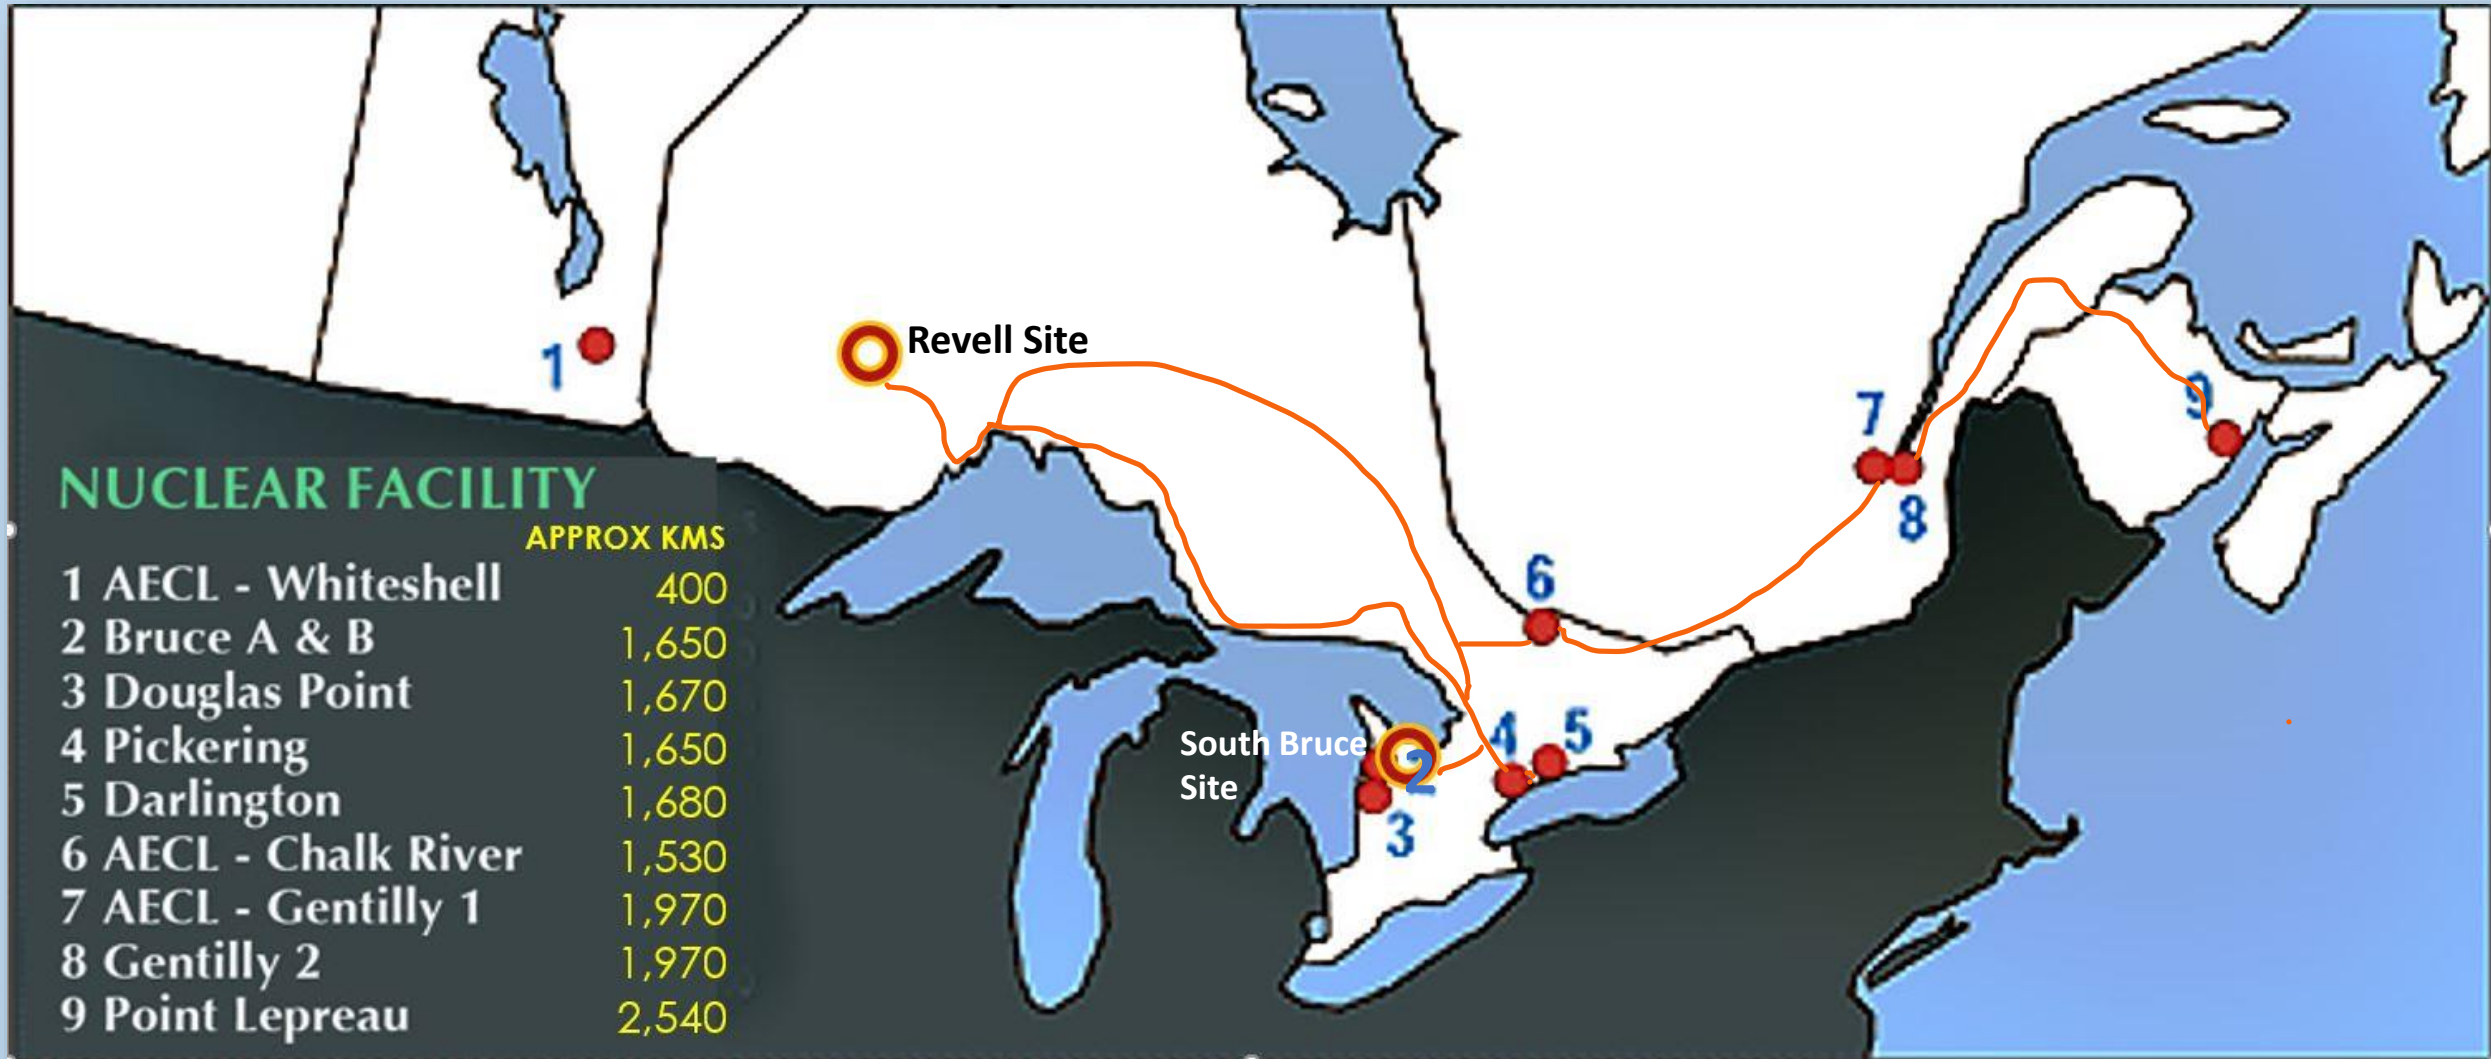 Revell Site
1
NUCLEAR FACILITY
APPROX KMS
1 AECL - Whiteshell 400
2 Bruce A & B 1,650
3 Douglas Point 1,670
4 Pickering 1,650
5 Darlington 1,680
6 AECL - Chalk River 1,530
7 AECL - Gentilly 1 1,970
8 Gentilly 2 1,970
9 Point Lepreau 2,540
9
7
8
6
4 5
South Bruce
Site
2
3